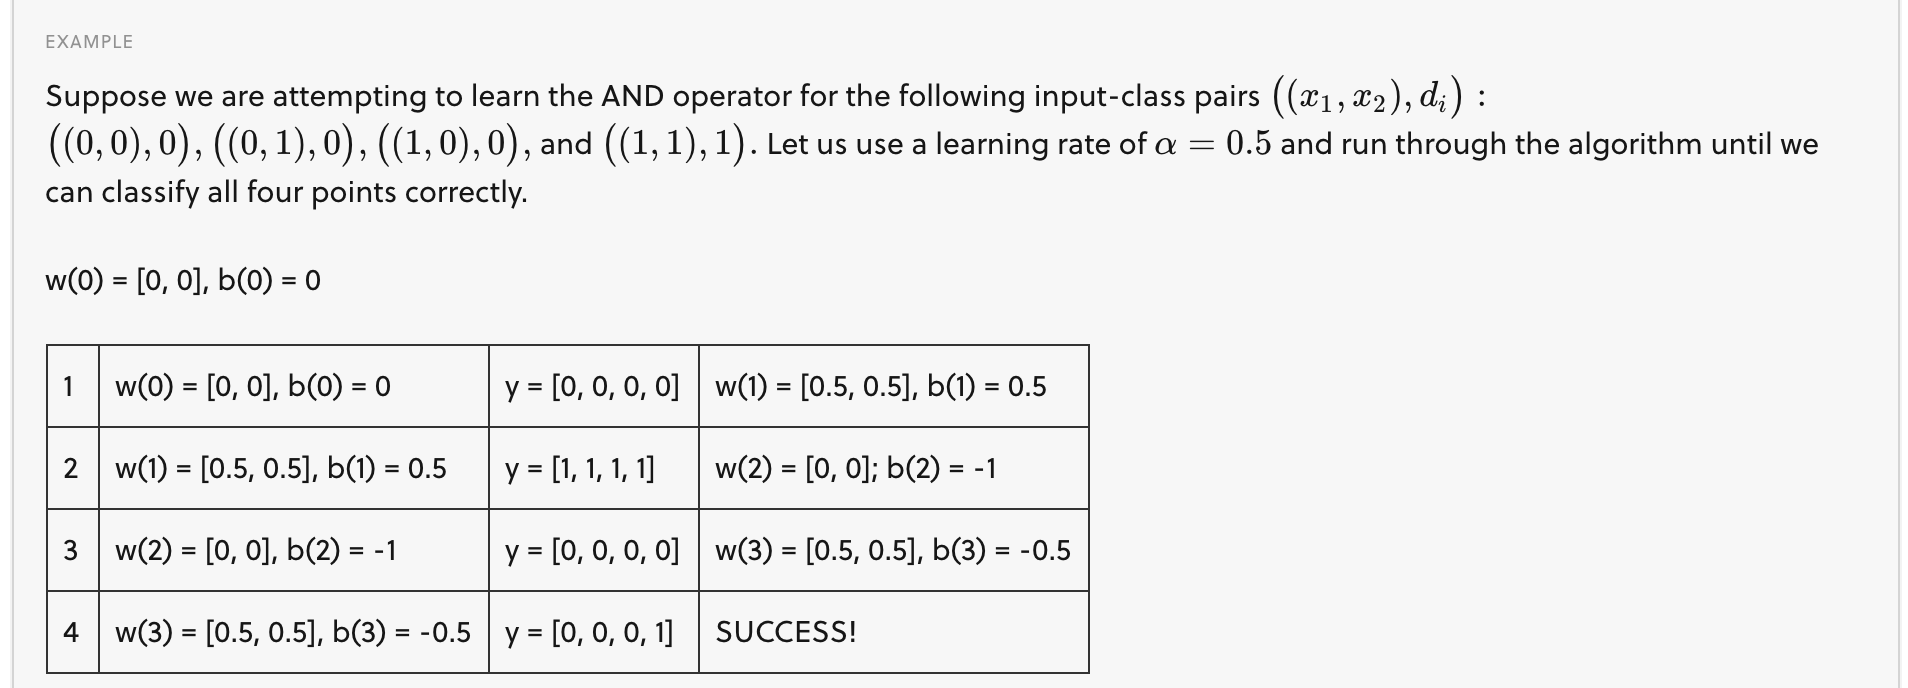 EXAMPLE
Suppose we are attempting to learn the AND operator for the following input-class pairs ((x₁, x₂), dᵢ) :
((0, 0), 0), ((0, 1), 0), ((1, 0), 0), and ((1, 1), 1). Let us use a learning rate of α = 0.5 and run through the algorithm until we
can classify all four points correctly.
w(0) = [0, 0], b(0) = 0
1 w(0) = [0, 0], b(0) = 0 y = [0, 0, 0, 0] w(1) = [0.5, 0.5], b(1) = 0.5
2 w(1) = [0.5, 0.5], b(1) = 0.5 y = [1, 1, 1, 1] w(2) = [0, 0]; b(2) = -1
3 w(2) = [0, 0], b(2) = -1 y = [0, 0, 0, 0] w(3) = [0.5, 0.5], b(3) = -0.5
4 w(3) = [0.5, 0.5], b(3) = -0.5 y = [0, 0, 0, 1] SUCCESS!